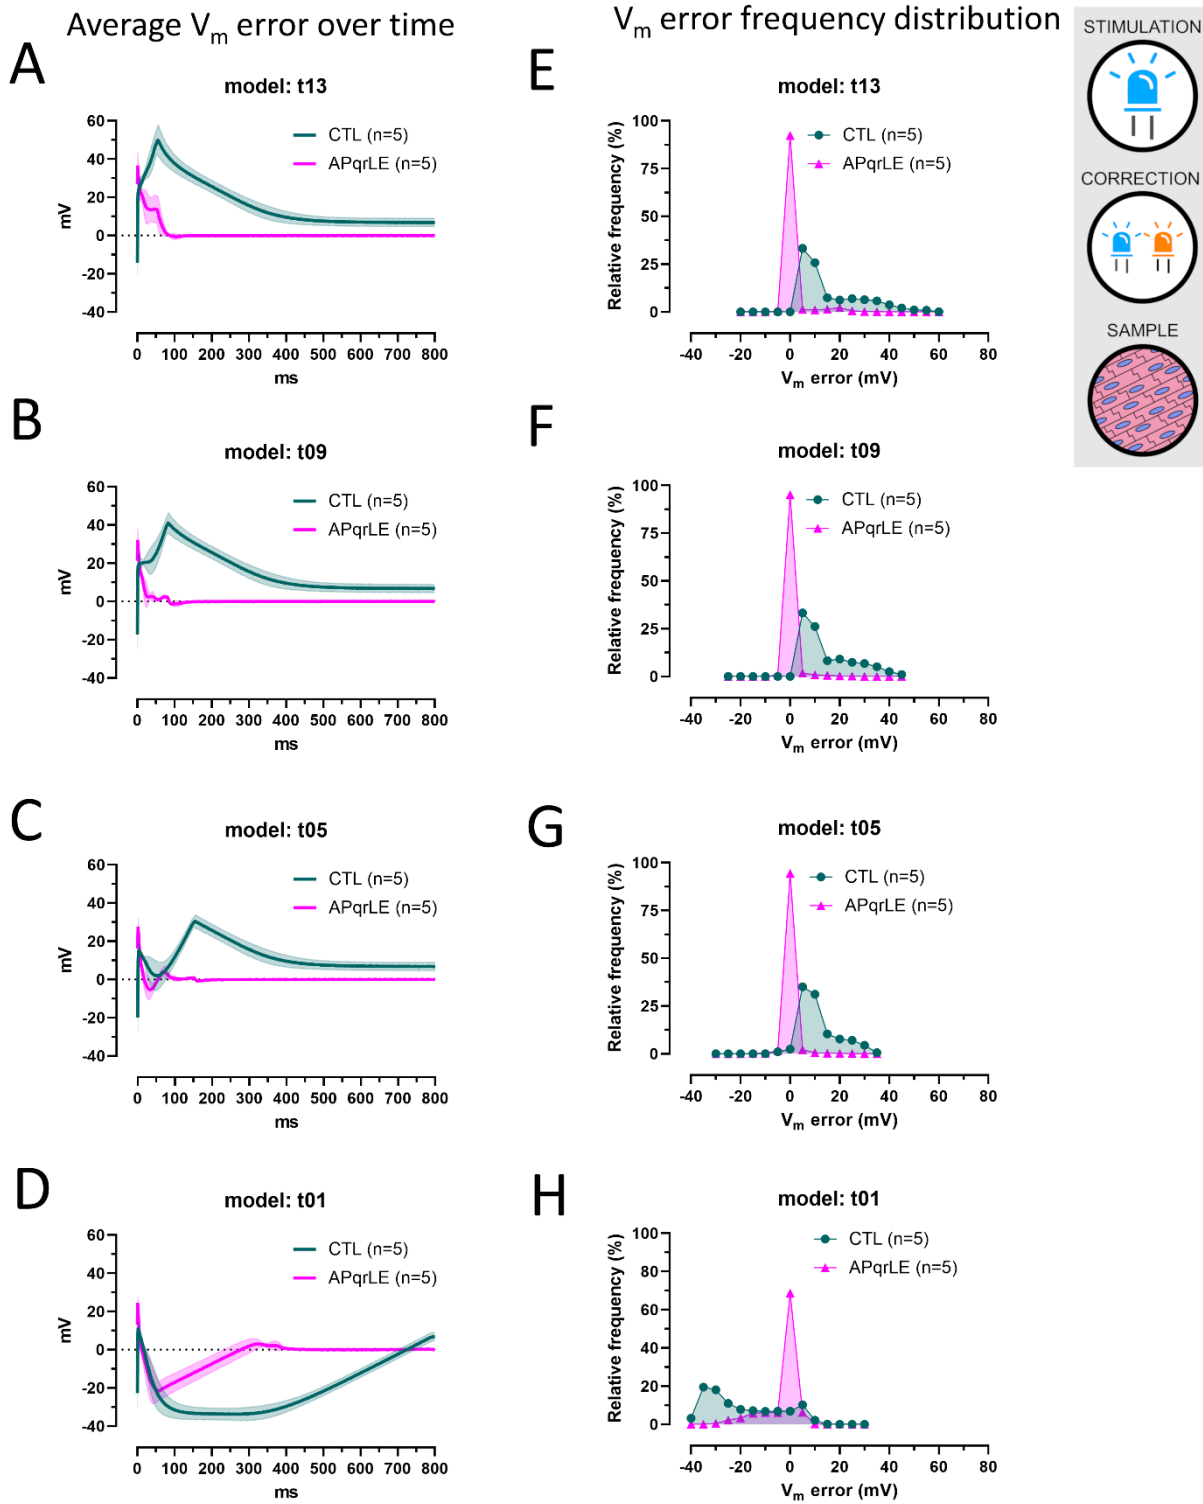 Average Vm error over time
Vm error frequency distribution
STIMULATION
CORRECTION
SAMPLE
A
model: t13
CTL (n=5)
APqrLE (n=5)
mV
60
40
20
0
-20
-40
0 100 200 300 400 500 600 700 800
ms
E
model: t13
CTL (n=5)
APqrLE (n=5)
Relative frequency (%)
100
75
50
25
0
-40 -20 0 20 40 60 80
Vm error (mV)
B
model: t09
CTL (n=5)
APqrLE (n=5)
mV
60
40
20
0
-20
-40
0 100 200 300 400 500 600 700 800
ms
F
model: t09
CTL (n=5)
APqrLE (n=5)
Relative frequency (%)
100
75
50
25
0
-40 -20 0 20 40 60 80
Vm error (mV)
C
model: t05
CTL (n=5)
APqrLE (n=5)
mV
60
40
20
0
-20
-40
0 100 200 300 400 500 600 700 800
ms
G
model: t05
CTL (n=5)
APqrLE (n=5)
Relative frequency (%)
100
75
50
25
0
-40 -20 0 20 40 60 80
Vm error (mV)
D
model: t01
CTL (n=5)
APqrLE (n=5)
mV
60
40
20
0
-20
-40
0 100 200 300 400 500 600 700 800
ms
H
model: t01
CTL (n=5)
APqrLE (n=5)
Relative frequency (%)
100
80
60
40
20
0
-40 -20 0 20 40 60 80
Vm error (mV)